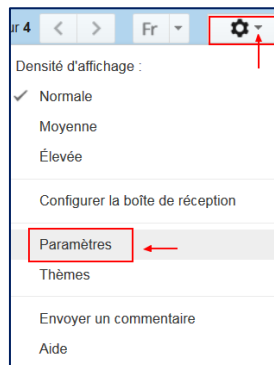 ur 4 < > Fr
Densité d'affichage :
Normale
Moyenne
Élevée
Configurer la boîte de réception
Paramètres
Thèmes
Envoyer un commentaire
Aide